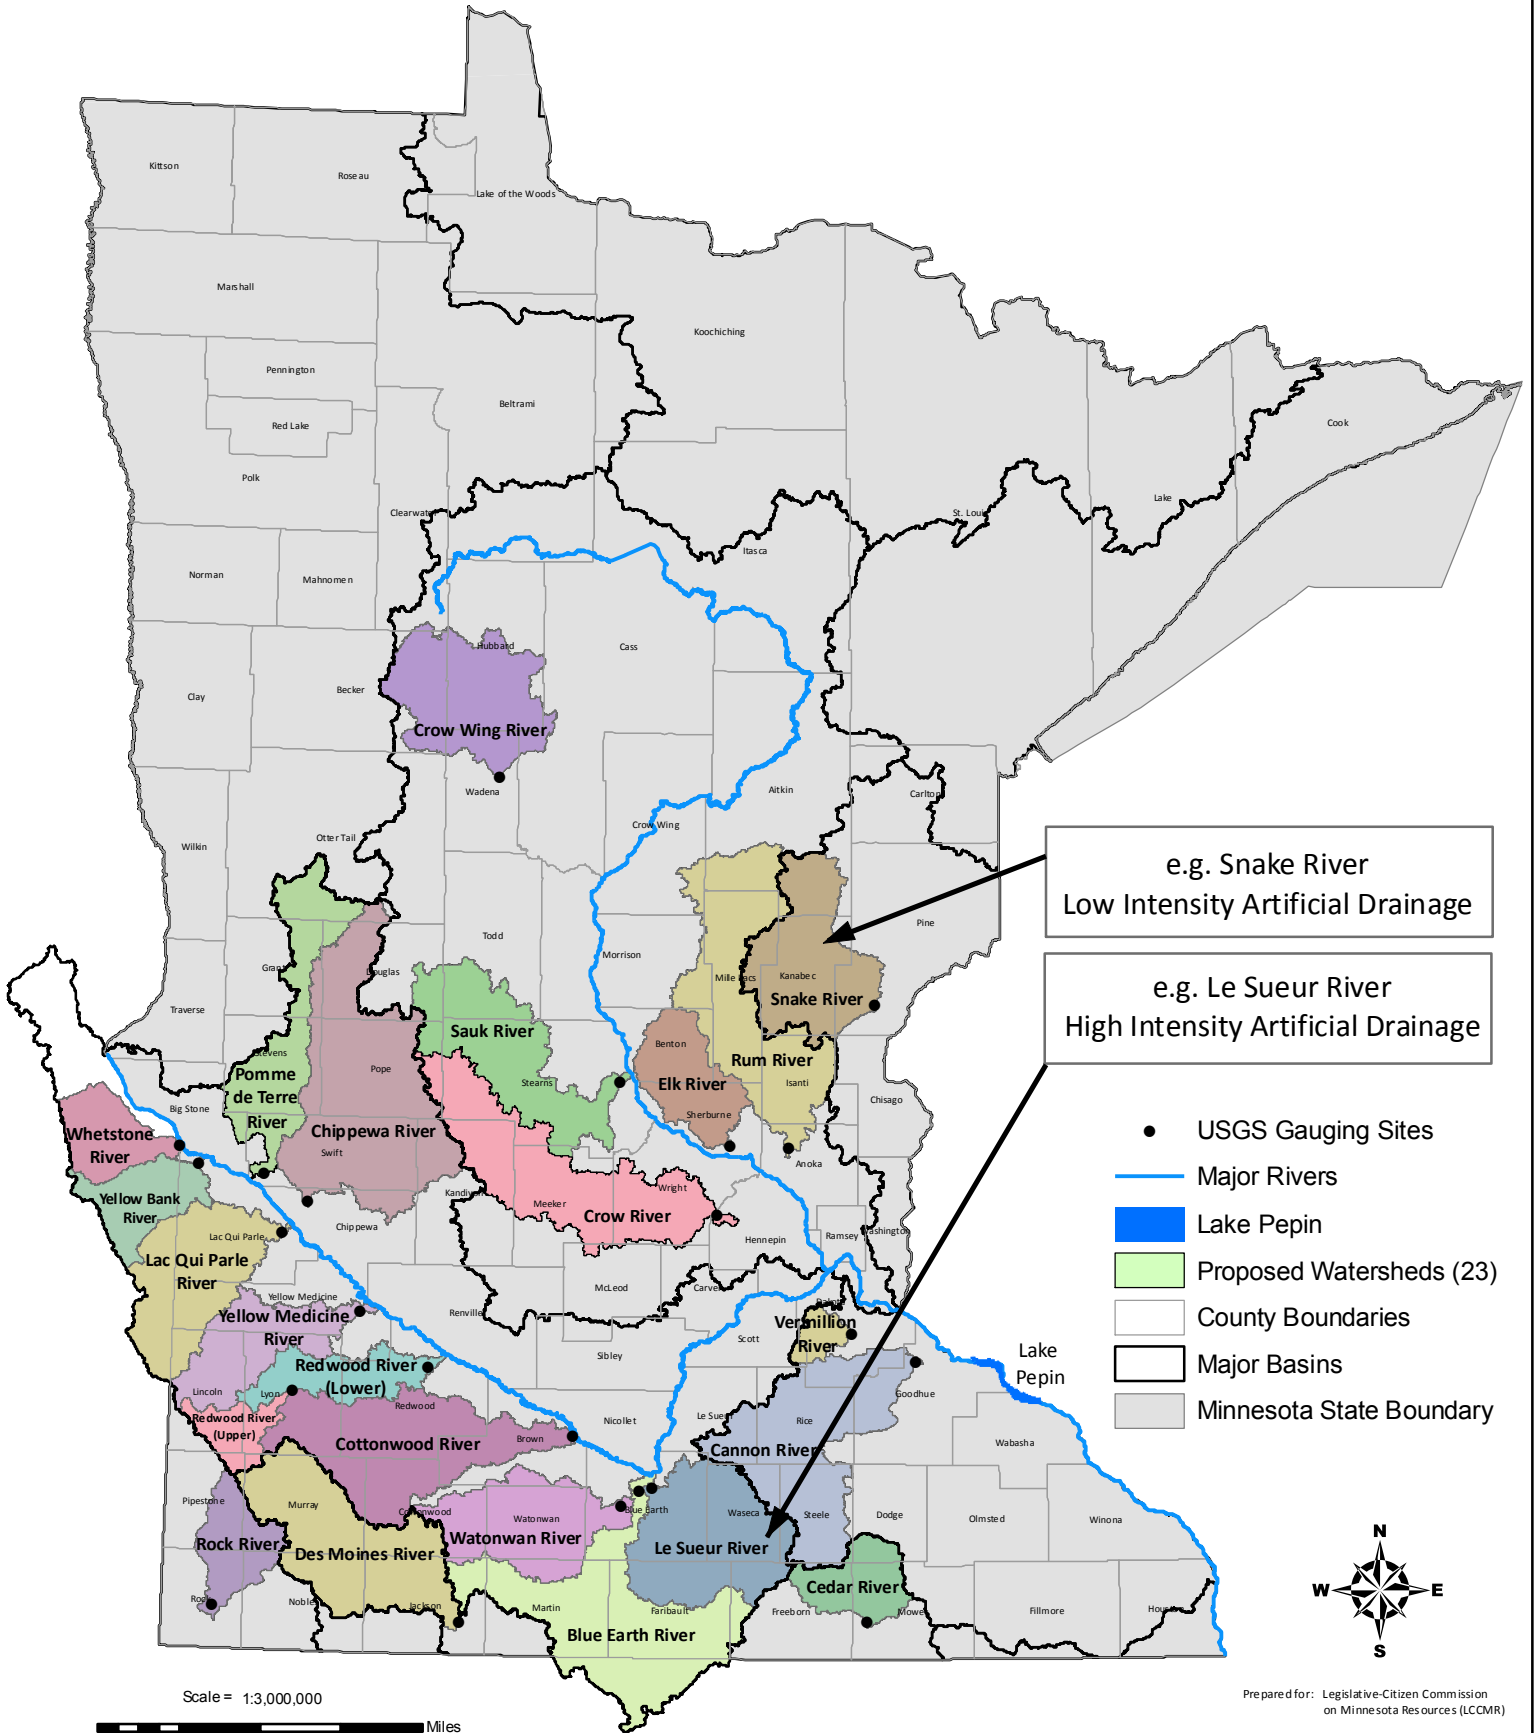 Kittson
Roseau
Lake of the Woods
Marshall
Koochiching
Pennington
Beltrami
Red Lake
Cook
Polk
Clearwater
Lake
St. Loui
Itasca
Norman
Mahnomen
Hubbard
Cass
Clay
Becker
Crow Wing River
Wadena
Aitkin
Carlton
Crow Wing
Otter Tail
Wilkin
e.g. Snake River
Low Intensity Artificial Drainage
Pine
Todd
Morrison
Grant
Douglas
Mille Lacs
Kanabec
Snake River
e.g. Le Sueur River
High Intensity Artificial Drainage
Traverse
Sauk River
Benton
Rum River
Stevens
Pomme
de Terre
River
Pope
Stearns
Elk River
Isanti
Chisago
Big Stone
Sherburne
Whetstone
River
Chippewa River
Swift
Anoka
USGS Gauging Sites
Major Rivers
Lake Pepin
Proposed Watersheds (23)
County Boundaries
Major Basins
Minnesota State Boundary
Yellow Bank
River
Kandiyo
Meeker
Wright
Crow River
Chippewa
Lac Qui Parle
Hennepin
Ramsey
Washington
Lac Qui Parle
River
McLeod
Carver
Yellow Medicine
Renville
Yellow Medicine
River
Dakota
Vermillion
River
Scott
Sibley
Lake
Pepin
Redwood River
(Lower)
Lincoln
Lyon
Redwood
Goodhue
Redwood River
(Upper)
Nicollet
Le Sueur
Rice
Cottonwood River
Brown
Cannon River
Wabasha
Pipestone
Murray
Cottonwood
Watonwan
Blue Earth
Waseca
Steele
Dodge
Olmsted
Winona
Rock River
Des Moines River
Watonwan River
Le Sueur River
Cedar River
Rock
Nobles
Jackson
Martin
Faribault
Freeborn
Mower
Fillmore
Houston
Blue Earth River
N
W
E
S
Scale = 1:3,000,000
Miles
Prepared for: Legislative-Citizen Commission
on Minnesota Resources (LCCMR)